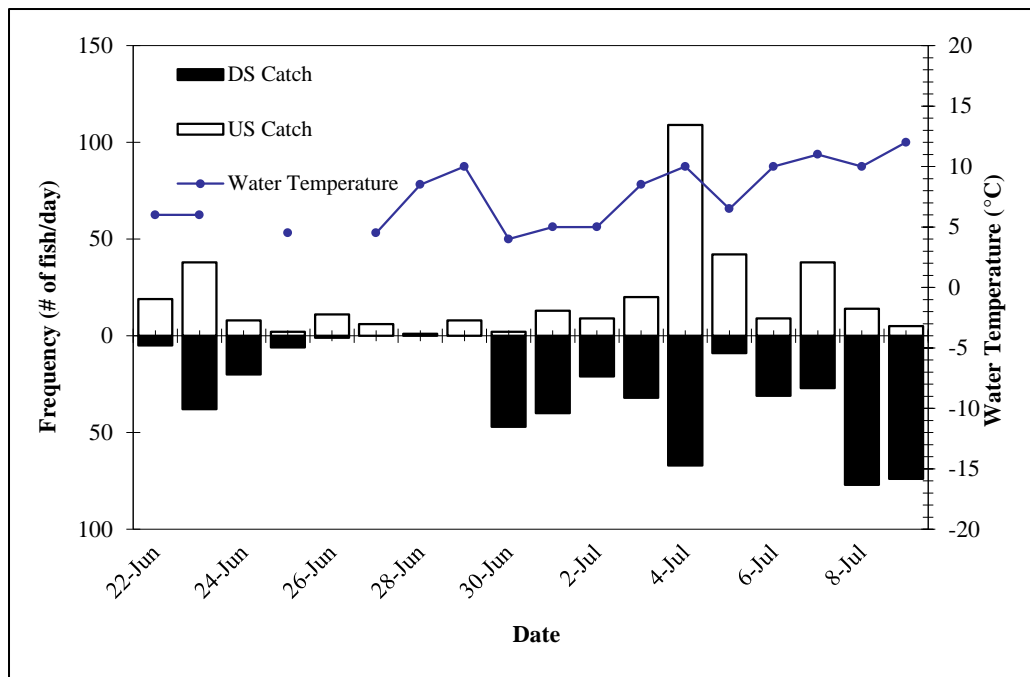 150
100
50
0
50
100
Frequency (# of fish/day)
DS Catch
US Catch
Water Temperature
20
15
10
5
0
-5
-10
-15
-20
Water Temperature (°C)
22-Jun
24-Jun
26-Jun
28-Jun
30-Jun
2-Jul
4-Jul
6-Jul
8-Jul
Date